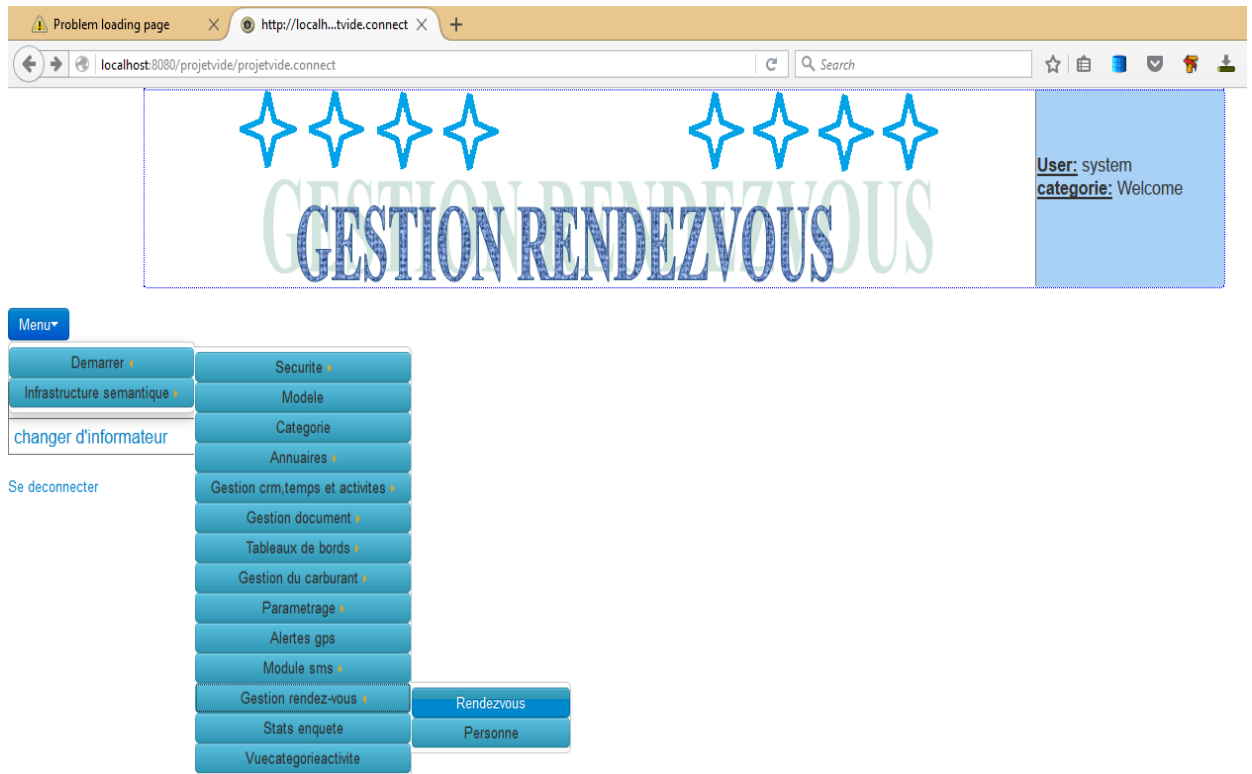 Problem loading page
http://localh...tvide.connect
localhost:8080/projetvide/projetvide.connect
Search
GESTION RENDEZVOUS
User: system
categorie: Welcome
Menu
Demarrer
Infrastructure semantique
changer d'informateur
Se deconnecter
Securite
Modele
Categorie
Annuaires
Gestion crm,temps et activites
Gestion document
Tableaux de bords
Gestion du carburant
Parametrage
Alertes gps
Module sms
Gestion rendez-vous
Stats enquete
Vuecategorieactivite
Rendezvous
Personne